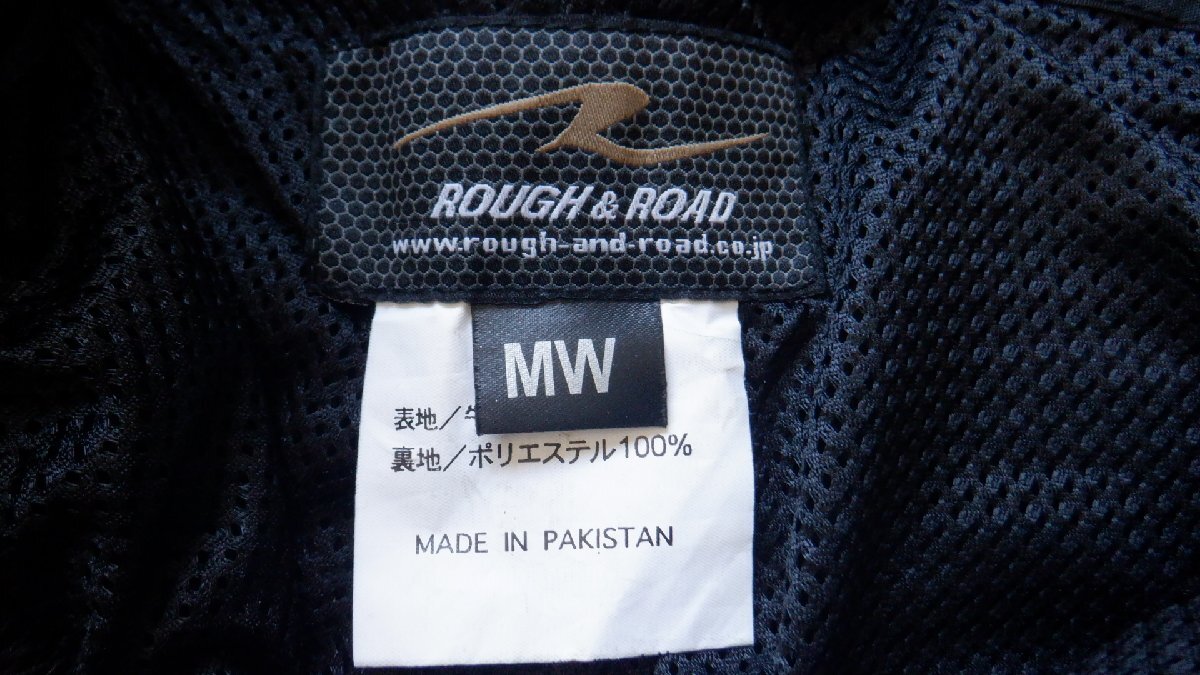 ROUGH & ROAD
www.rough-and-road.co.jp
MW
表地/
裏地/ポリエステル100%
MADE IN PAKISTAN